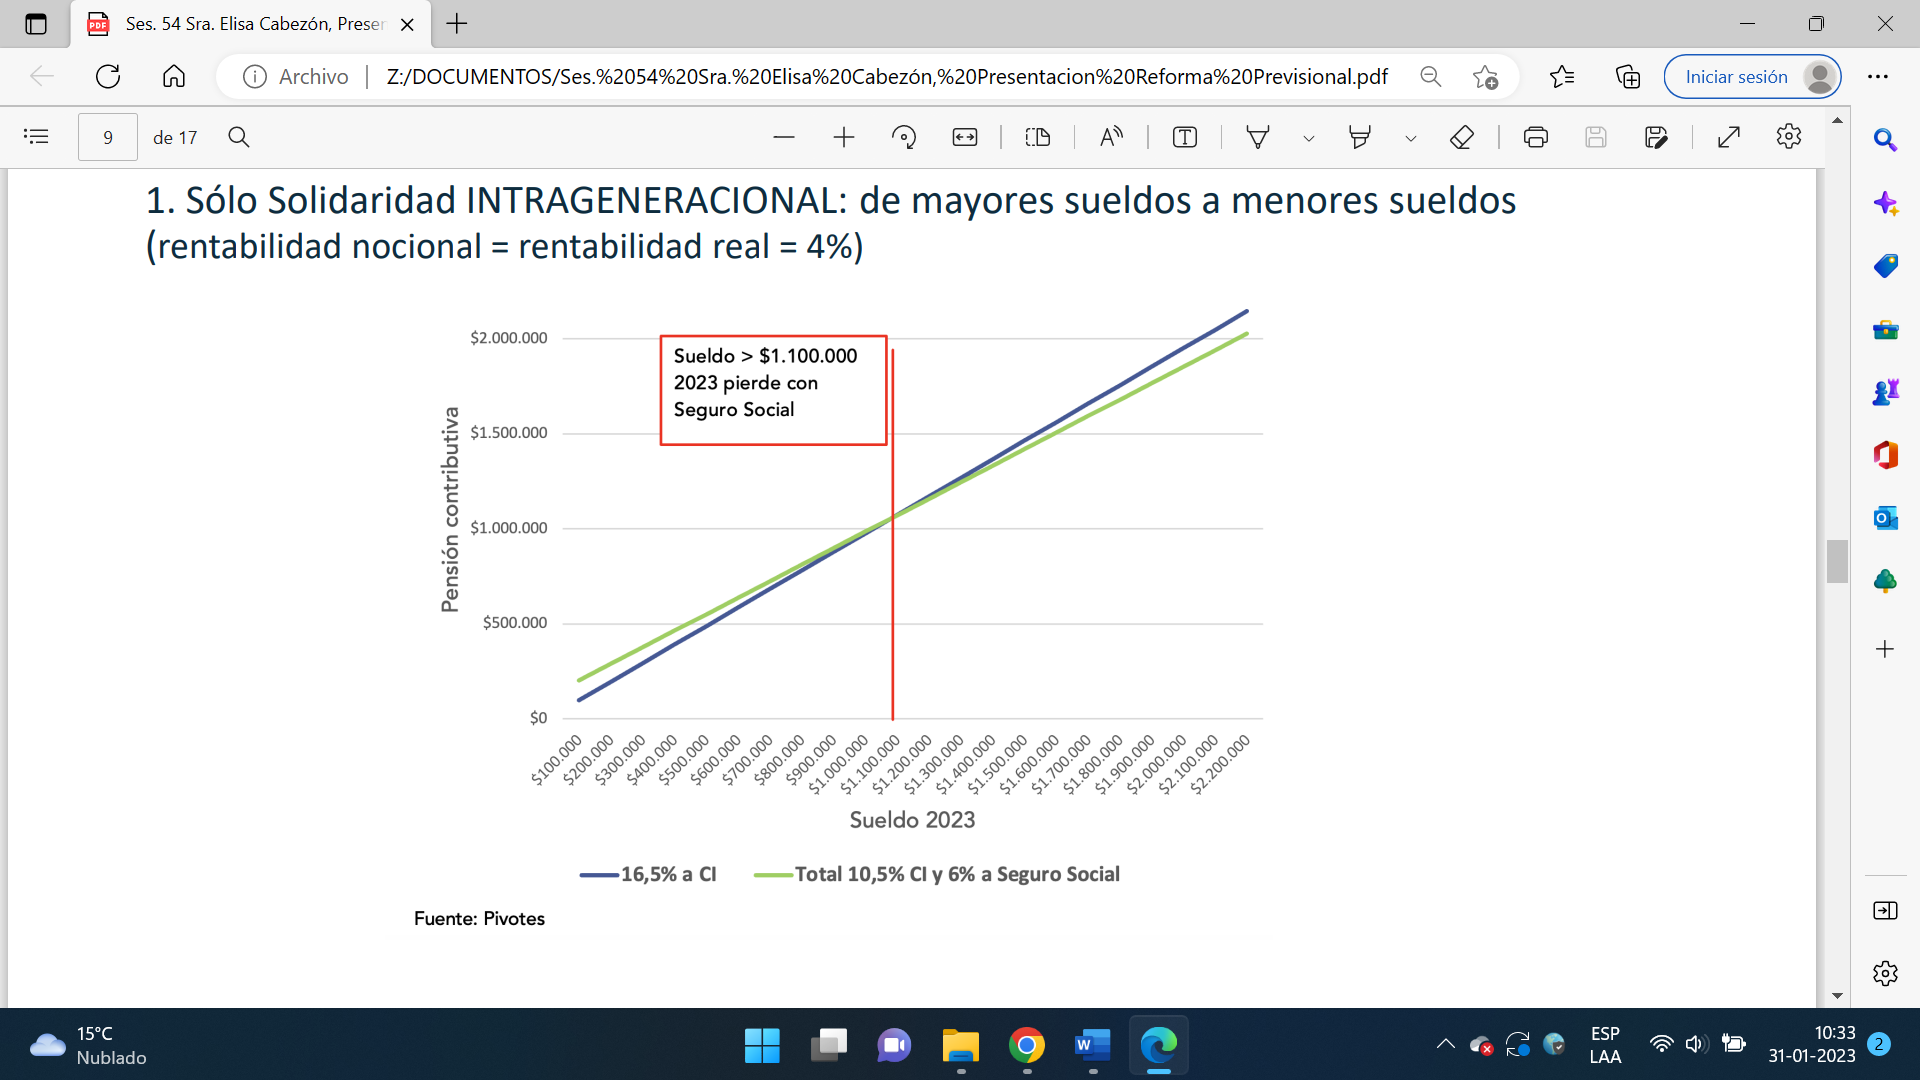 Ses. 54 Sra. Elisa Cabezón, Preser
Archivo
Z:/DOCUMENTOS/Ses.%2054%20Sra.%20Elisa%20Cabezón,%20Presentacion%20Reforma%20Previsional.pdf
Iniciar sesión
9 de 17
1. Sólo Solidaridad INTRAGENERACIONAL: de mayores sueldos a menores sueldos
(rentabilidad nocional = rentabilidad real = 4%)
Pensión contributiva
$2.000.000
$1.500.000
$1.000.000
$500.000
$0
Sueldo > $1.100.000
2023 pierde con
Seguro Social
$100.000
$200.000
$300.000
$400.000
$500.000
$600.000
$700.000
$800.000
$900.000
$1.000.000
$1.100.000
$1.200.000
$1.300.000
$1.400.000
$1.500.000
$1.600.000
$1.700.000
$1.800.000
$1.900.000
$2.000.000
$2.100.000
$2.200.000
Sueldo 2023
16,5% a CI
Total 10,5% CI y 6% a Seguro Social
Fuente: Pivotes
15°C
Nublado
ESP
LAA
10:33
31-01-2023
2